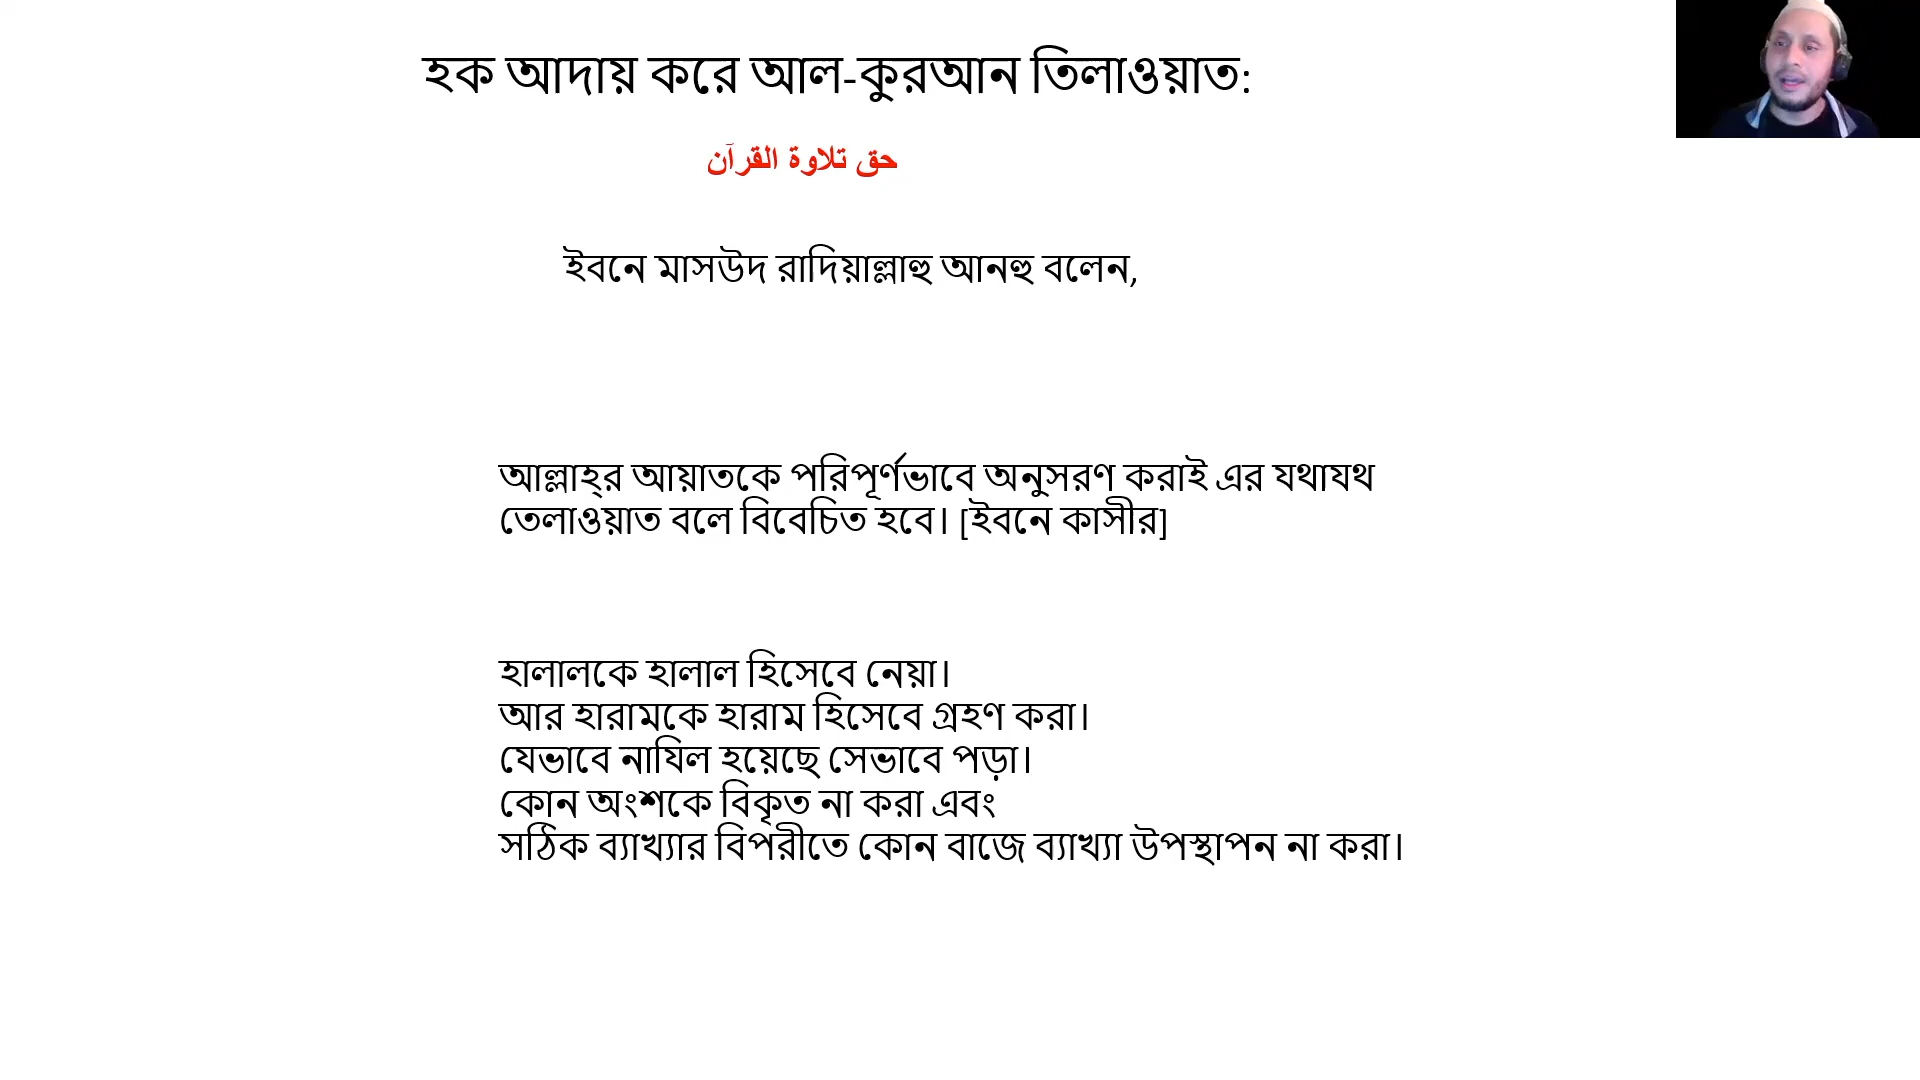 হক আদায় করে আল-কুরআন তিলাওয়াত:
حق تلاوة القرآن
ইবনে মাসউদ রাদিয়াল্লাহু আনহু বলেন,
আল্লাহ্‌র আয়াতকে পরিপূর্ণভাবে অনুসরণ করাই এর যথাযথ
তেলাওয়াত বলে বিবেচিত হবে। [ইবনে কাসীর]
হালালকে হালাল হিসেবে নেয়া।
আর হারামকে হারাম হিসেবে গ্রহণ করা।
যেভাবে নাযিল হয়েছে সেভাবে পড়া।
কোন অংশকে বিকৃত না করা এবং
সঠিক ব্যাখ্যার বিপরীতে কোন বাজে ব্যাখ্যা উপস্থাপন না করা।